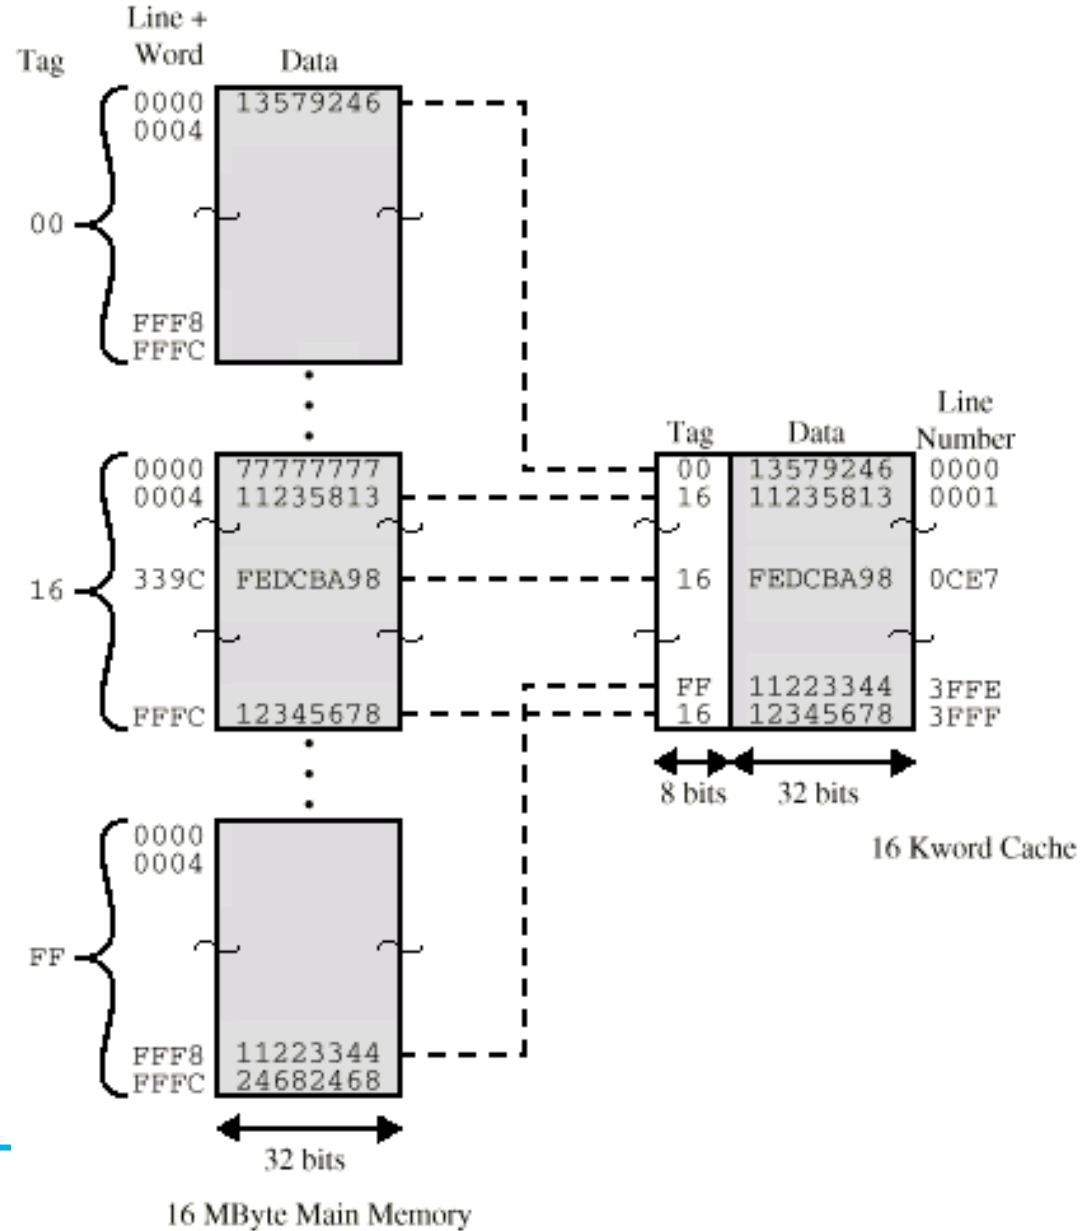 Line +
Tag Word Data
0000 13579246
0004
00
FFF8
FFFC
Line
Tag Data Number
0000 77777777 00 13579246 0000
0004 11235813 16 11235813 0001
16 339C FEDCBA98 16 FEDCBA98 0CE7
FF 11223344 3FFE
FFFC 12345678 16 12345678 3FFF
8 bits 32 bits
0000
0004
16 Kword Cache
FF
FFF8 11223344
FFFC 24682468
32 bits
16 MByte Main Memory